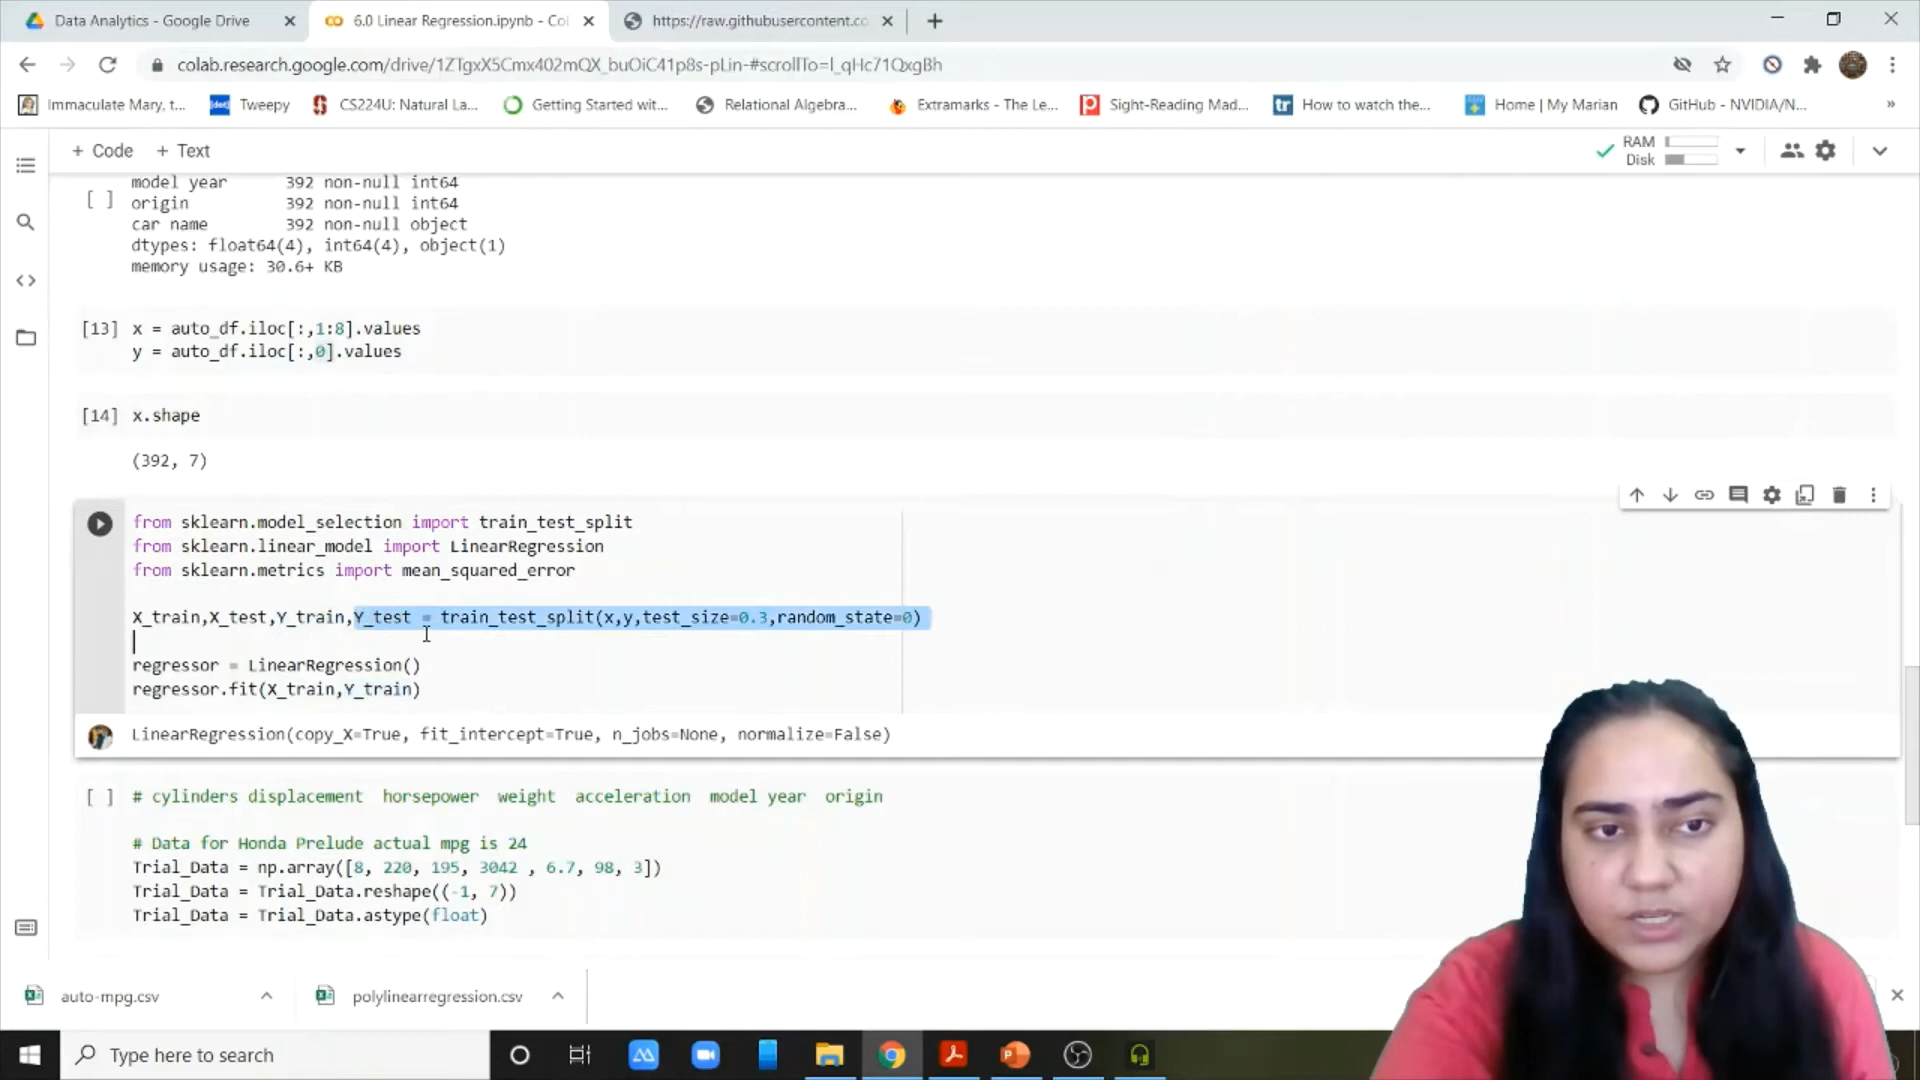 Data Analytics - Google Drive
6.0 Linear Regression.ipynb - Col
https://raw.githubusercontent.co
colab.research.google.com/drive/1ZTgxX5Cmx402mQX_buOiC41p8s-pLin-#scrollTo=l_qHc71QxgBh
Immaculate Mary, t...
Tweepy
CS224U: Natural La...
Getting Started wit...
Relational Algebra...
Extramarks - The Le...
Sight-Reading Mad...
How to watch the...
Home | My Marian
GitHub - NVIDIA/N...
+ Code + Text
RAM
Disk
model year 392 non-null int64
[ ] origin 392 non-null int64
car name 392 non-null object
dtypes: float64(4), int64(4), object(1)
memory usage: 30.6+ KB
[13] x = auto_df.iloc[:,1:8].values
y = auto_df.iloc[:,0].values
[14] x.shape
(392, 7)
from sklearn.model_selection import train_test_split
from sklearn.linear_model import LinearRegression
from sklearn.metrics import mean_squared_error
X_train,X_test,Y_train,Y_test = train_test_split(x,y,test_size=0.3,random_state=0)
regressor = LinearRegression()
regressor.fit(X_train,Y_train)
LinearRegression(copy_X=True, fit_intercept=True, n_jobs=None, normalize=False)
[ ] # cylinders displacement horsepower weight acceleration model year origin
# Data for Honda Prelude actual mpg is 24
Trial_Data = np.array([8, 220, 195, 3042 , 6.7, 98, 3])
Trial_Data = Trial_Data.reshape((-1, 7))
Trial_Data = Trial_Data.astype(float)
auto-mpg.csv
polylinearregression.csv
Type here to search